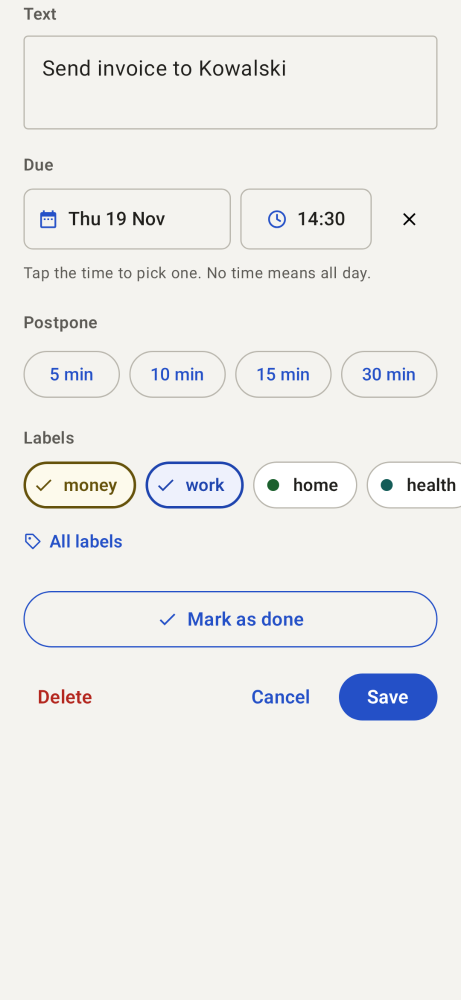 Text
Send invoice to Kowalski
Due
Thu 19 Nov
14:30
Tap the time to pick one. No time means all day.
Postpone
5 min
10 min
15 min
30 min
Labels
money
work
home
health
All labels
Mark as done
Delete
Cancel
Save